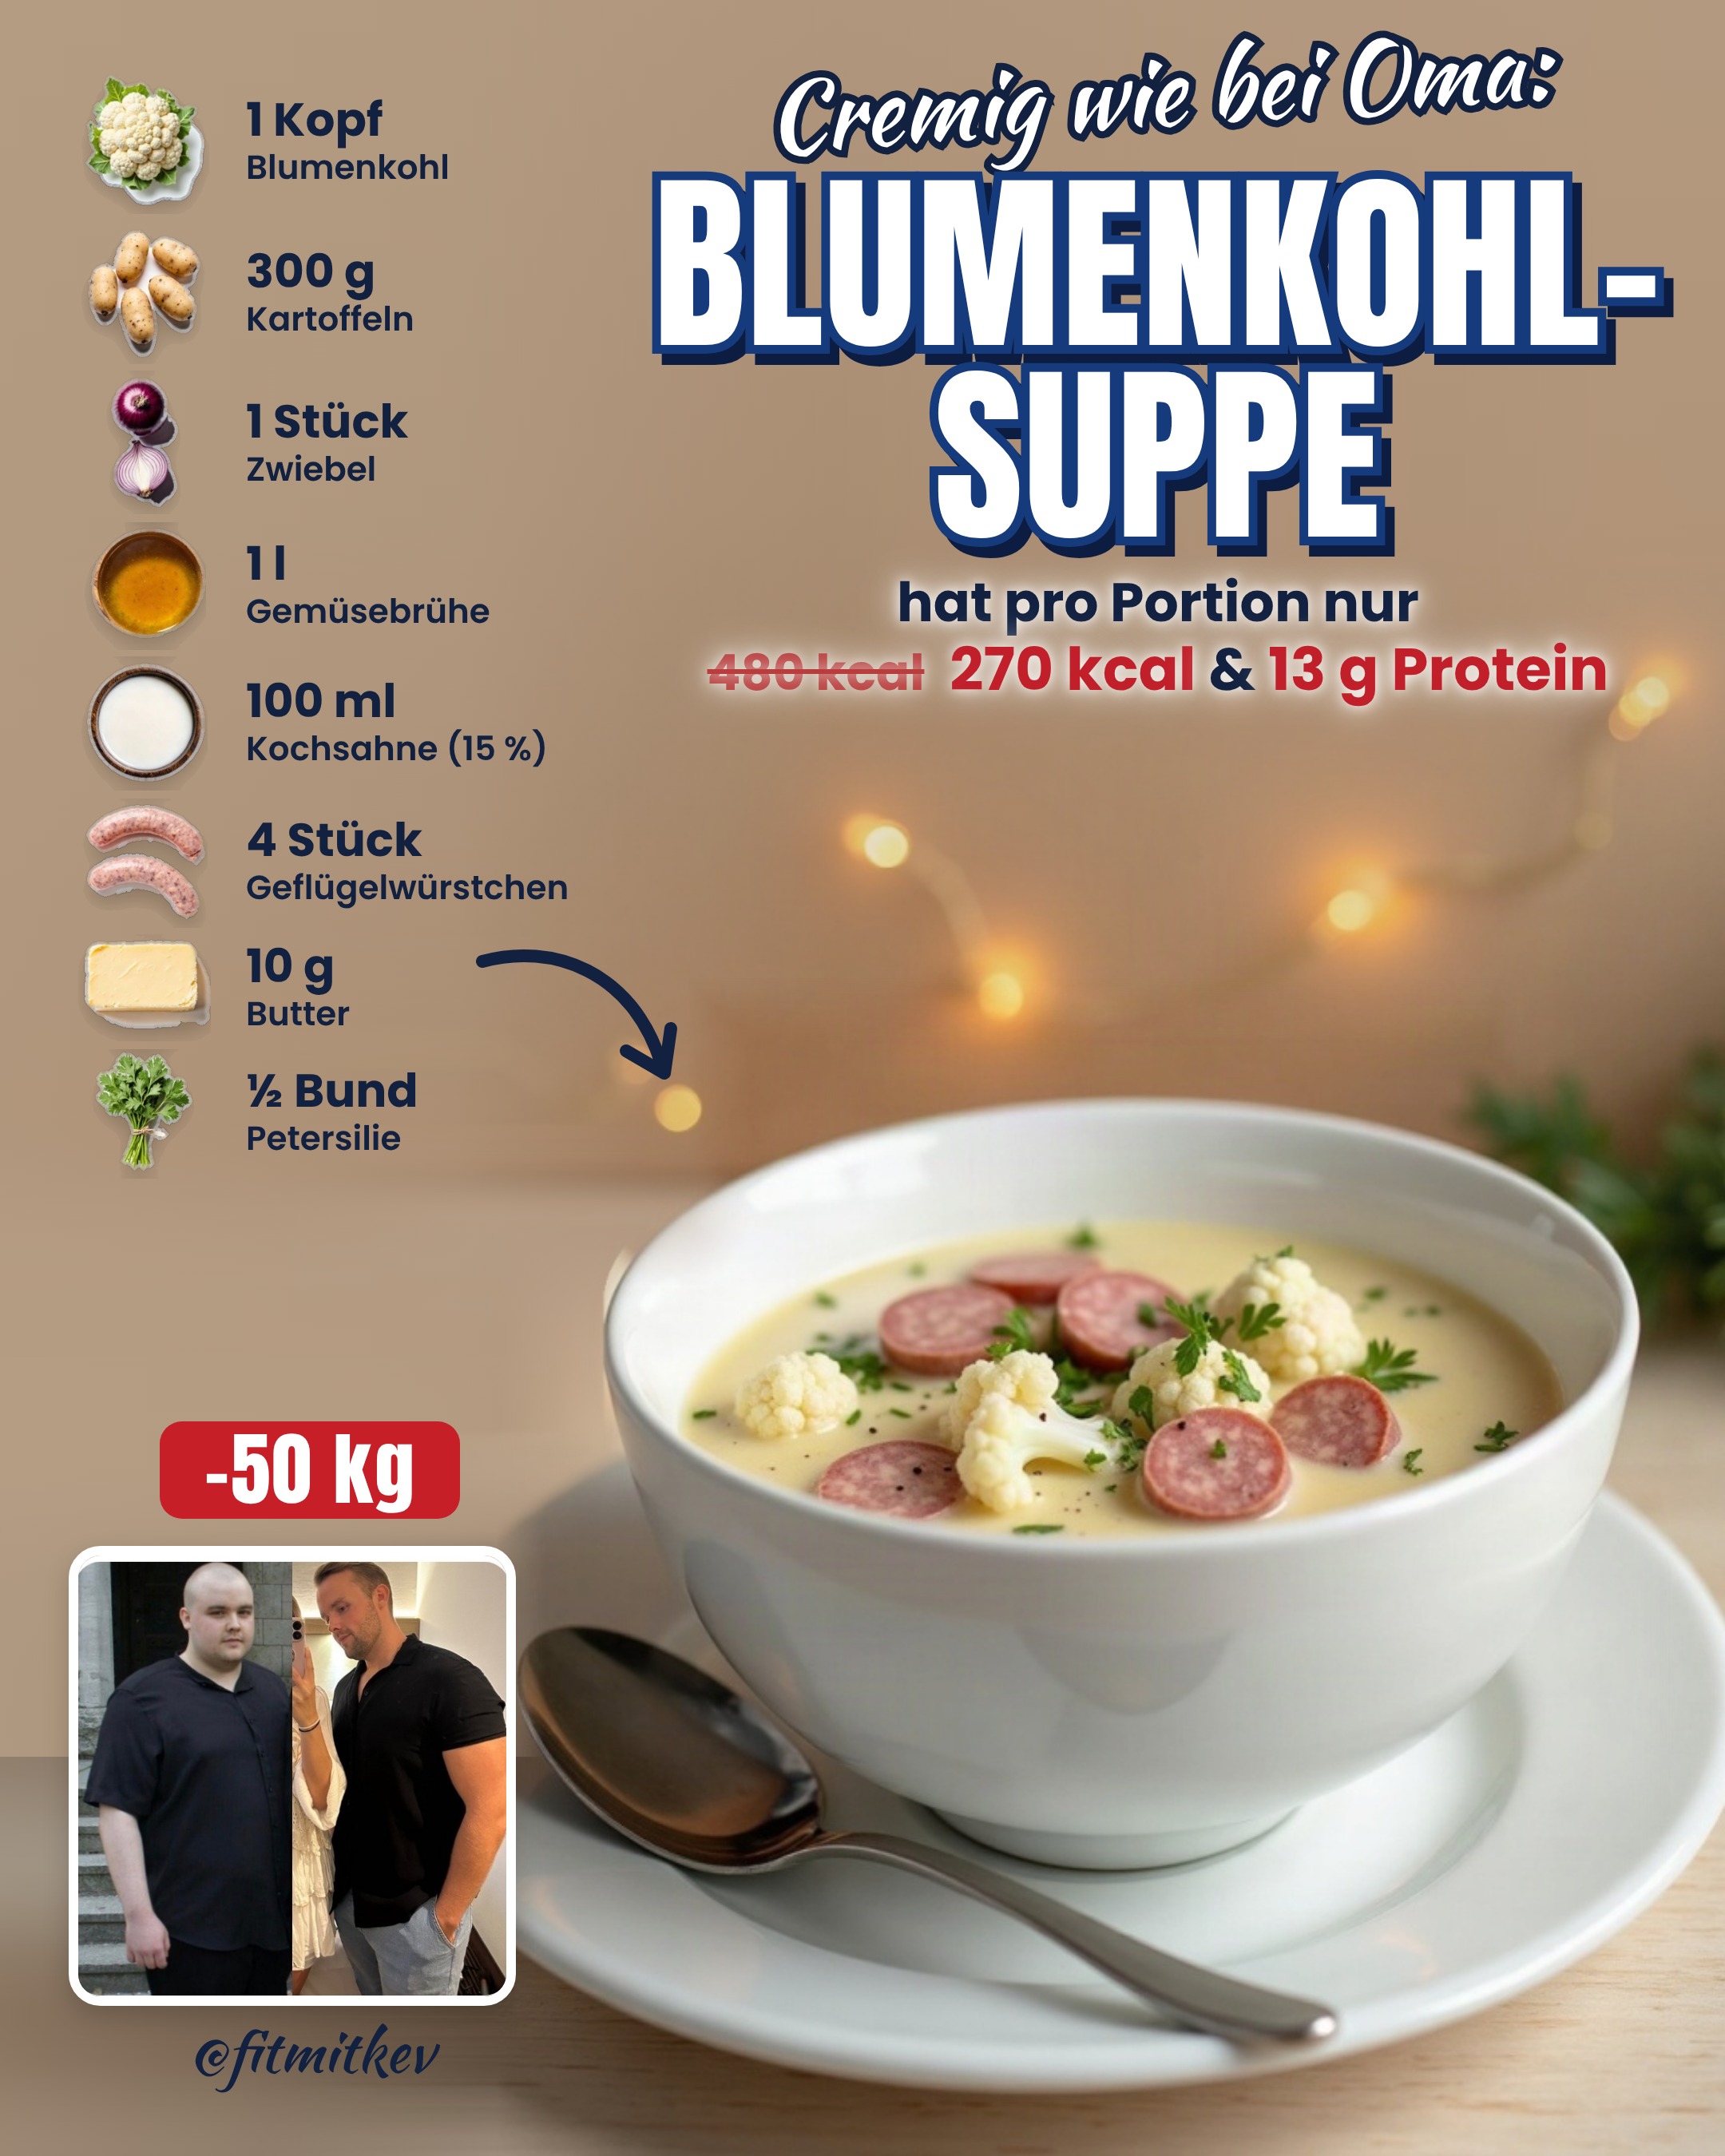 Cremig wie bei Oma:
BLUMENKOHL-
SUPPE
hat pro Portion nur
480 kcal 270 kcal & 13 g Protein
1 Kopf
Blumenkohl
300 g
Kartoffeln
1 Stück
Zwiebel
1 l
Gemüsebrühe
100 ml
Kochsahne (15 %)
4 Stück
Geflügelwürstchen
10 g
Butter
½ Bund
Petersilie
-50 kg
@fitmitkev